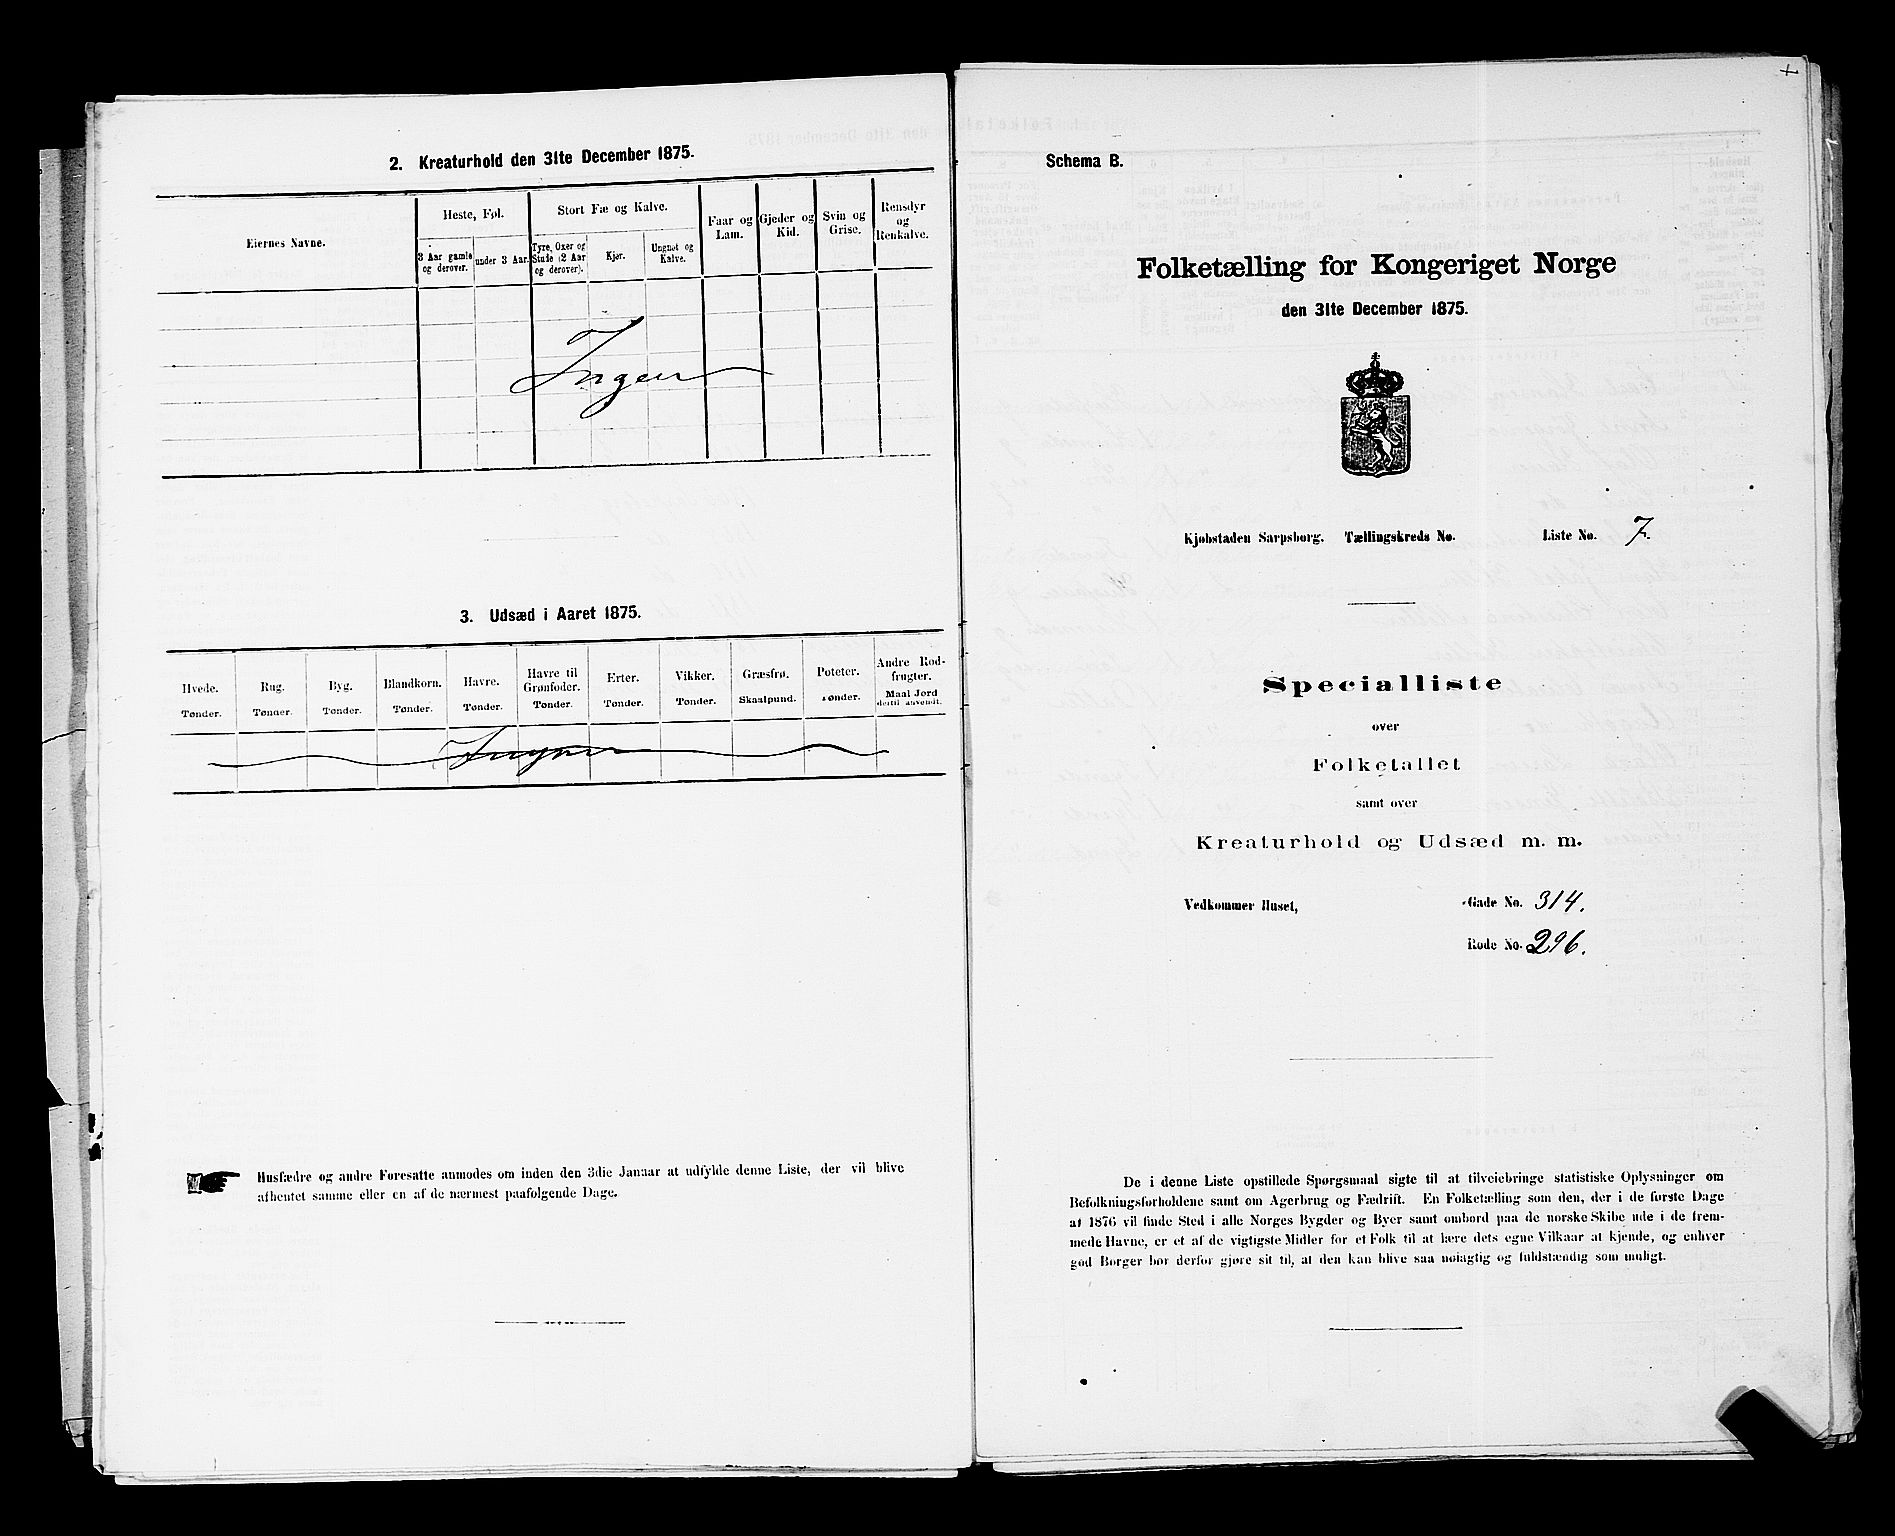 2. Kreaturhold den 31te December 1875.
Eiernes Navne.
Heste, Føl.
Stort Fæ og Kalve.
Faar og
Lam.
Gjeder og
Kid.
Svin og
Grise.
Rensdyr
og
Renkalve.
3 Aar gamle
og derover.
under 3 Aar.
Tyre, Oxer og
Stude (2 Aar
og derover).
Kjør.
Ungnøt og
Kalve.
Ingen
3. Udsæd i Aaret 1875.
Hvede.
Tønder.
Rug.
Tønder.
Byg.
Tønder.
Blandkorn.
Tønder.
Havre.
Tønder.
Havre til
Grønfoder.
Tønder.
Erter.
Tønder.
Vikker.
Tønder.
Græsfrø.
Skaalpund.
Poteter.
Tønder.
Andre Rod-
frugter.
Maal Jord
dertil anvendt.
Ingen
Husfædre og andre Foresatte anmodes om inden den 3die Januar at udfylde denne Liste, der vil blive
afhentet samme eller en af de nærmest paafølgende Dage.
Schema B.
Folketælling for Kongeriget Norge
den 31te December 1875.
Kjøbstaden Sarpsborg. Tællingskreds No. Liste No. 7.
Specialliste
over
Folketallet
samt over
Kreaturhold og Udsæd m. m.
Vedkommer Huset, Gade No. 314.
Rode No. 296.
De i denne Liste opstillede Spørgsmaal sigte til at tilveiebringe statistiske Oplysninger om
Befolkningsforholdene samt om Agerbrug og Fædrift. En Folketælling som den, der i de første Dage
af 1876 vil finde Sted i alle Norges Bygder og Byer samt ombord paa de norske Skibe ude i de frem-
mede Havne, er et af de vigtigste Midler for et Folk til at lære dets egne Vilkaar at kjende, og enhver
god Borger bør derfor gjøre sit til, at den kan blive saa nøiagtig og fuldstændig som muligt.